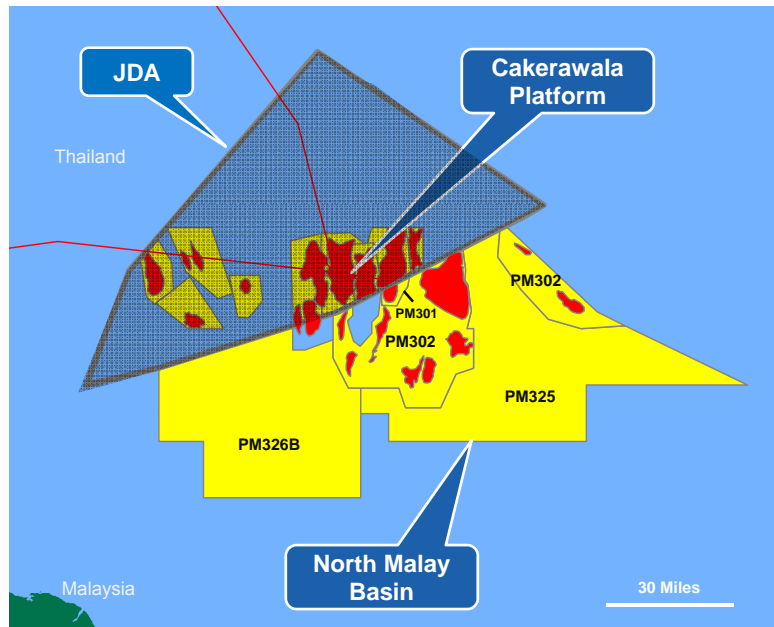 JDA
Cakerawala
Platform
Thailand
PM302
PM301
PM302
PM325
PM326B
North Malay
Basin
Malaysia
30 Miles